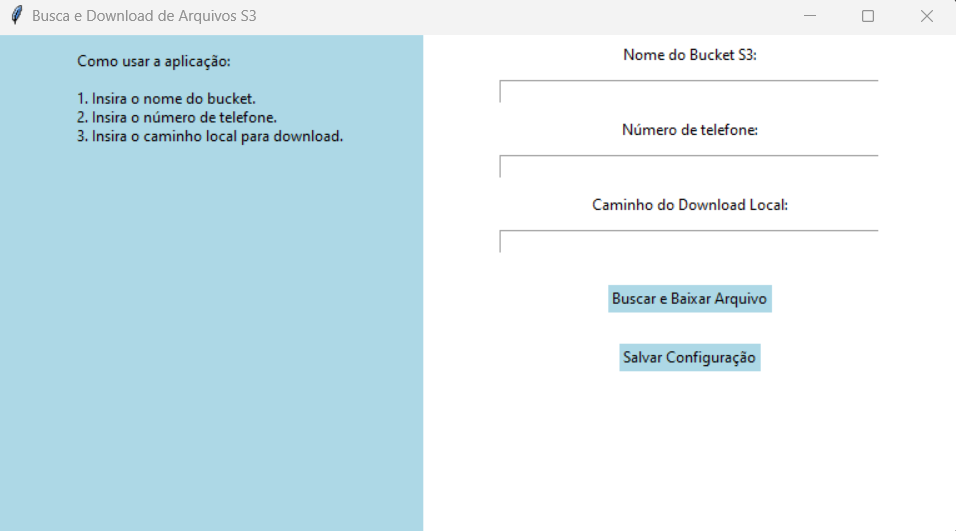 Busca e Download de Arquivos S3
Como usar a aplicação:
1. Insira o nome do bucket.
2. Insira o número de telefone.
3. Insira o caminho local para download.
Nome do Bucket S3:
Número de telefone:
Caminho do Download Local:
Buscar e Baixar Arquivo
Salvar Configuração